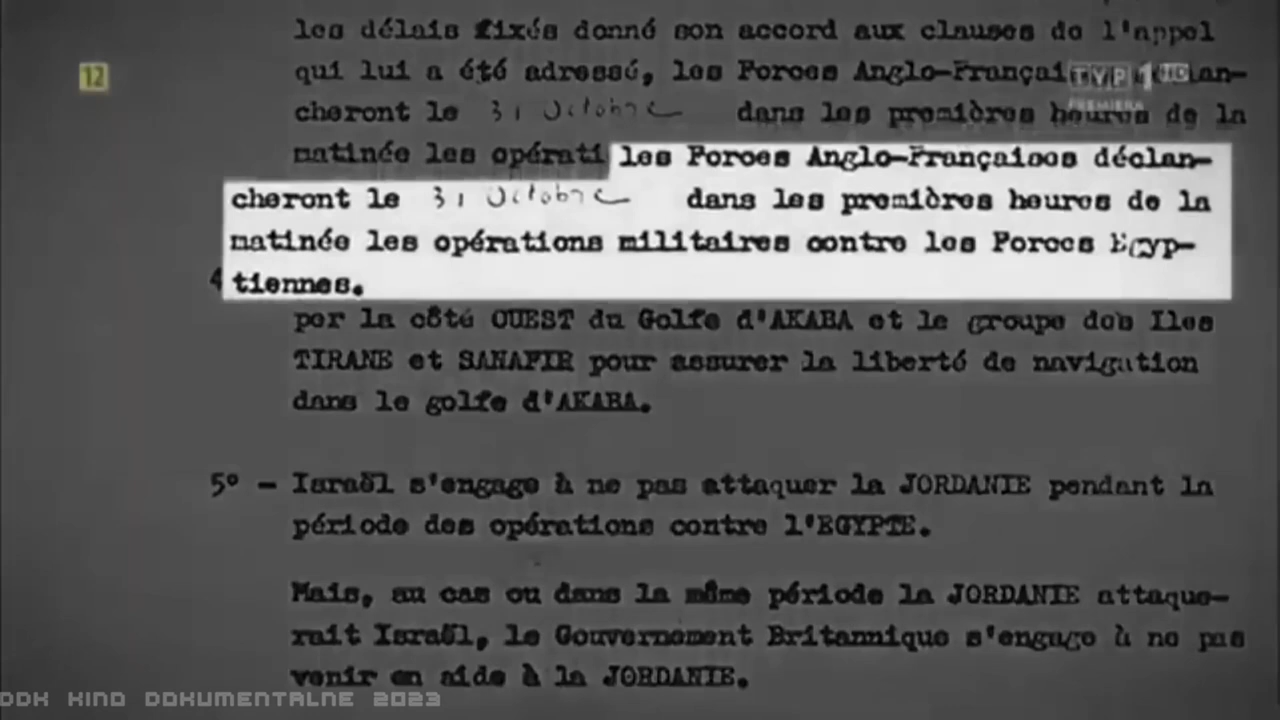 les délais fixés donné son accord aux clauses de l'appel
12
qui lui a été adressé, les Forces Anglo-Françai
TVP 1 HD
PREMIERA
cheront le 31 Octobre dans les premières heures de la
matinée les opérati
les Forces Anglo-Françaises déclan-
cheront le 31 Octobre dans les premières heures de la
matinée les opérations militaires contre les Forces Egyp-
tiennes.
4
per la côté OUEST du Golfe d'AKABA et le groupe des Iles
TIRANE et SANAFIR pour assurer la liberté de navigation
dans le golfe d'AKABA.
5° - Israël s'engage à ne pas attaquer la JORDANIE pendant la
période des opérations contre l'EGYPTE.
Mais, au cas ou dans la même période la JORDANIE attaque-
rait Israël, le Gouvernement Britannique s'engage à ne pas
venir en aide à la JORDANIE.
DDK KINO DOKUMENTALNE 2023